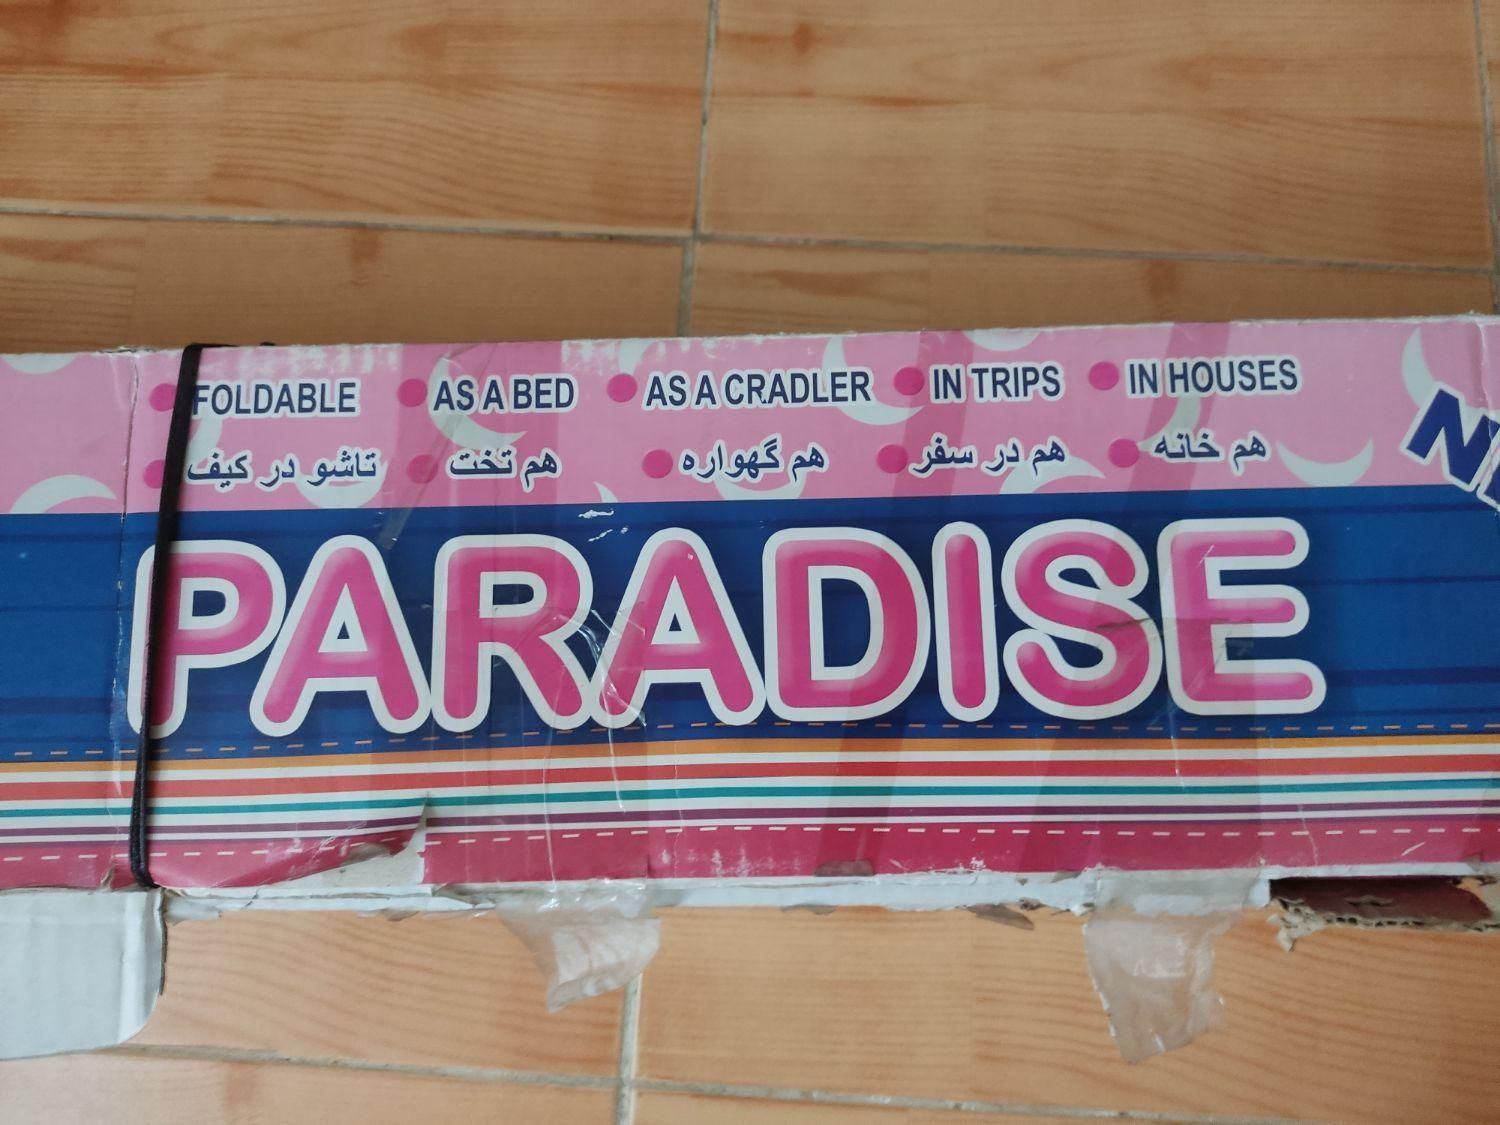 FOLDABLE AS A BED AS A CRADLER IN TRIPS IN HOUSES
تاشو در کیف هم تخت هم گهواره هم در سفر هم خانه
PARADISE